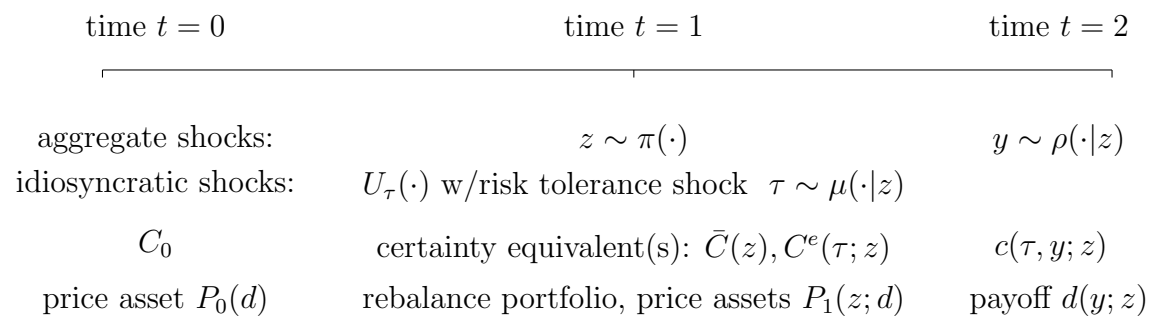 time t = 0 time t = 1 time t = 2
aggregate shocks: z ∼ π(·) y ∼ ρ(·|z)
idiosyncratic shocks: U_τ(·) w/risk tolerance shock τ ∼ μ(·|z)
C_0 certainty equivalent(s): C̄(z), C^e(τ; z) c(τ, y; z)
price asset P_0(d) rebalance portfolio, price assets P_1(z; d) payoff d(y; z)